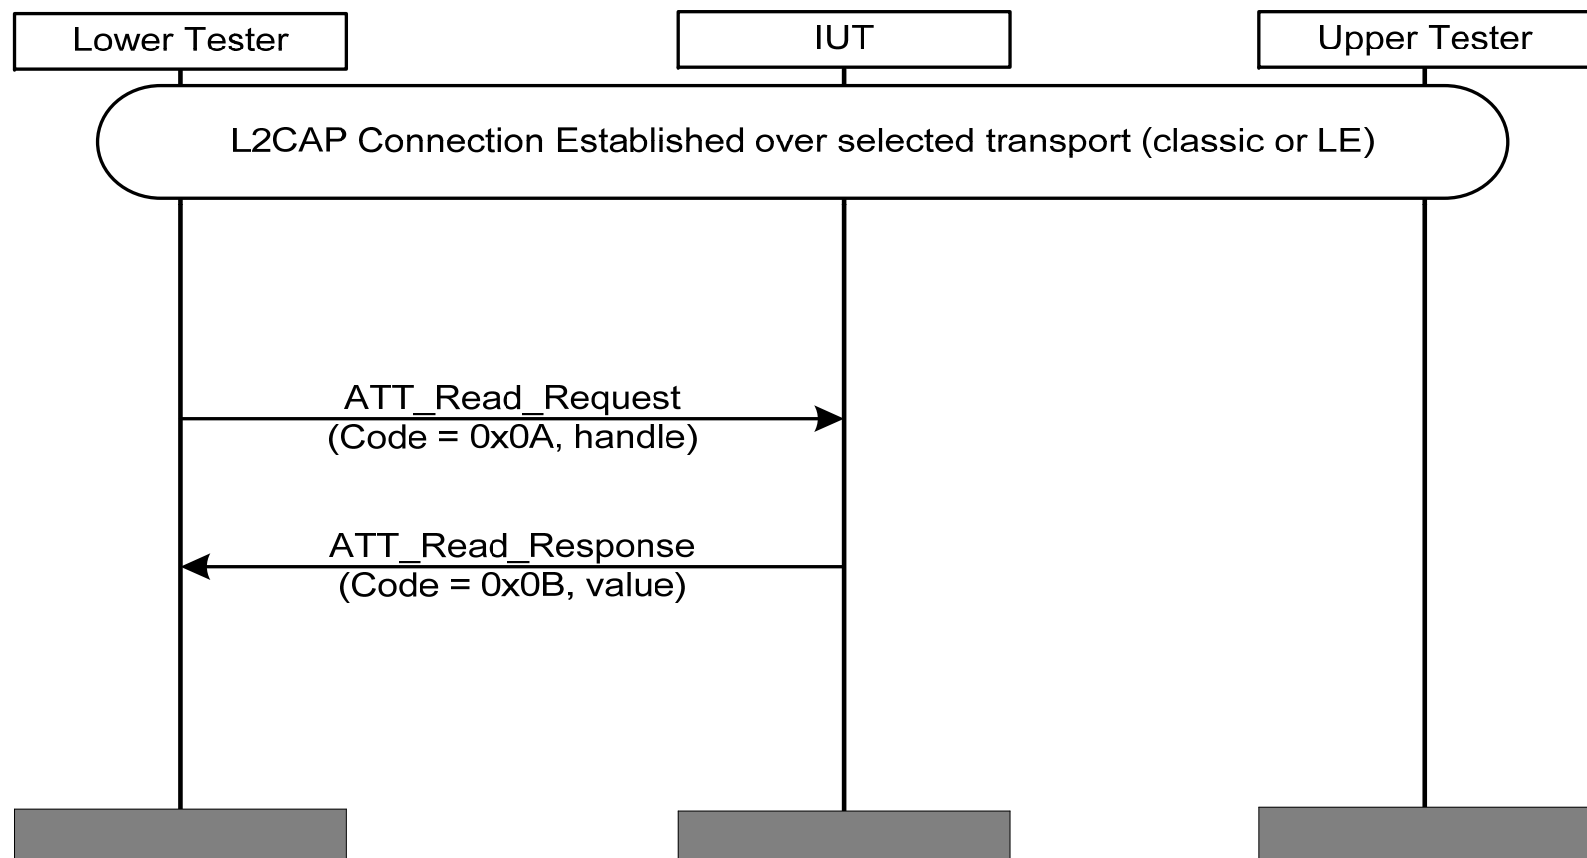 Lower Tester
IUT
Upper Tester
L2CAP Connection Established over selected transport (classic or LE)
ATT_Read_Request
(Code = 0x0A, handle)
ATT_Read_Response
(Code = 0x0B, value)